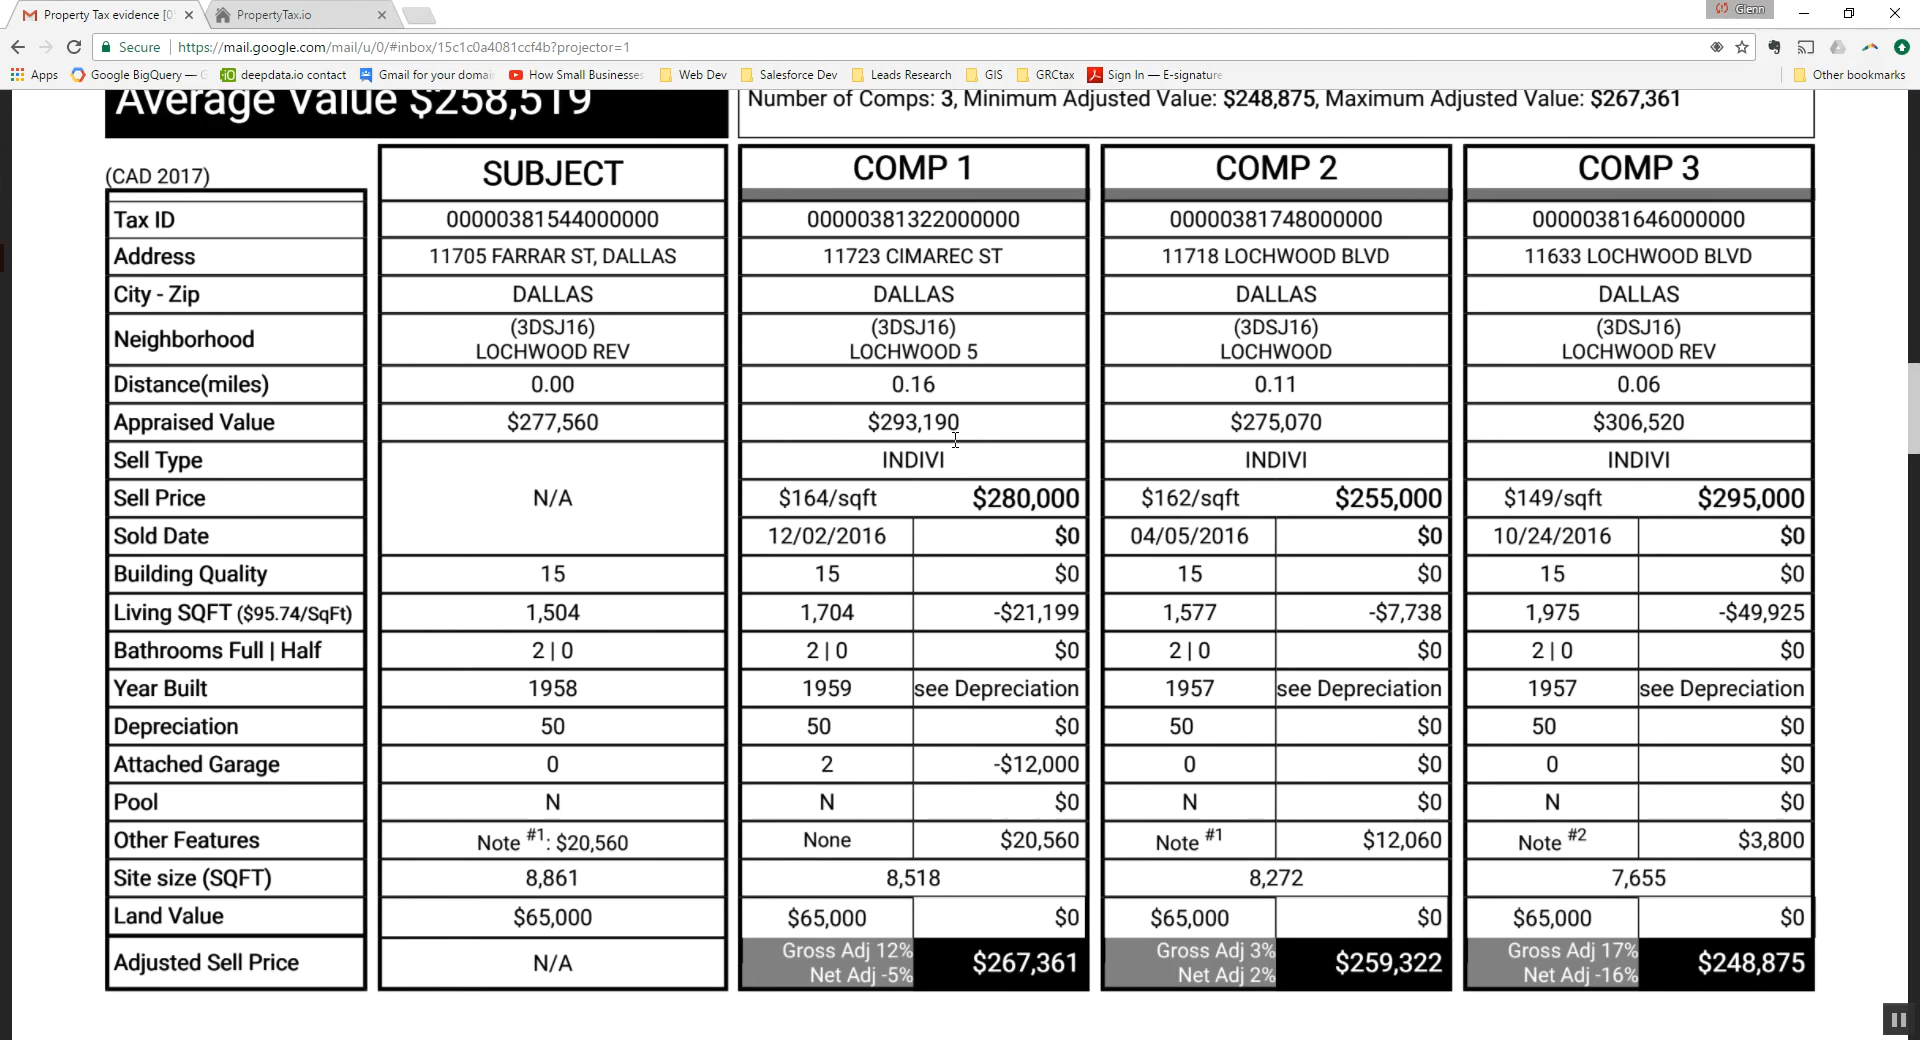 Property Tax evidence [0
PropertyTax.io
Glenn
Secure
https://mail.google.com/mail/u/0/#inbox/15c1c0a4081ccf4b?projector=1
Apps Google BigQuery — G deepdata.io contact Gmail for your domai How Small Businesses Web Dev Salesforce Dev Leads Research GIS GRCtax Sign In — E-signature Other bookmarks
Average Value $258,519
Number of Comps: 3, Minimum Adjusted Value: $248,875, Maximum Adjusted Value: $267,361
(CAD 2017) SUBJECT COMP 1 COMP 2 COMP 3
Tax ID 00000381544000000 00000381322000000 00000381748000000 00000381646000000
Address 11705 FARRAR ST, DALLAS 11723 CIMAREC ST 11718 LOCHWOOD BLVD 11633 LOCHWOOD BLVD
City - Zip DALLAS DALLAS DALLAS DALLAS
Neighborhood (3DSJ16) (3DSJ16) (3DSJ16) (3DSJ16)
LOCHWOOD REV LOCHWOOD 5 LOCHWOOD LOCHWOOD REV
Distance(miles) 0.00 0.16 0.11 0.06
Appraised Value $277,560 $293,190 $275,070 $306,520
Sell Type INDIVI INDIVI INDIVI
Sell Price N/A $164/sqft $280,000 $162/sqft $255,000 $149/sqft $295,000
Sold Date 12/02/2016 $0 04/05/2016 $0 10/24/2016 $0
Building Quality 15 15 $0 15 $0 15 $0
Living SQFT ($95.74/SqFt) 1,504 1,704 -$21,199 1,577 -$7,738 1,975 -$49,925
Bathrooms Full | Half 2 | 0 2 | 0 $0 2 | 0 $0 2 | 0 $0
Year Built 1958 1959 see Depreciation 1957 see Depreciation 1957 see Depreciation
Depreciation 50 50 $0 50 $0 50 $0
Attached Garage 0 2 -$12,000 0 $0 0 $0
Pool N N $0 N $0 N $0
Other Features Note #1: $20,560 None $20,560 Note #1 $12,060 Note #2 $3,800
Site size (SQFT) 8,861 8,518 8,272 7,655
Land Value $65,000 $65,000 $0 $65,000 $0 $65,000 $0
Adjusted Sell Price N/A Gross Adj 12% $267,361 Gross Adj 3% $259,322 Gross Adj 17% $248,875
Net Adj -5% Net Adj 2% Net Adj -16%